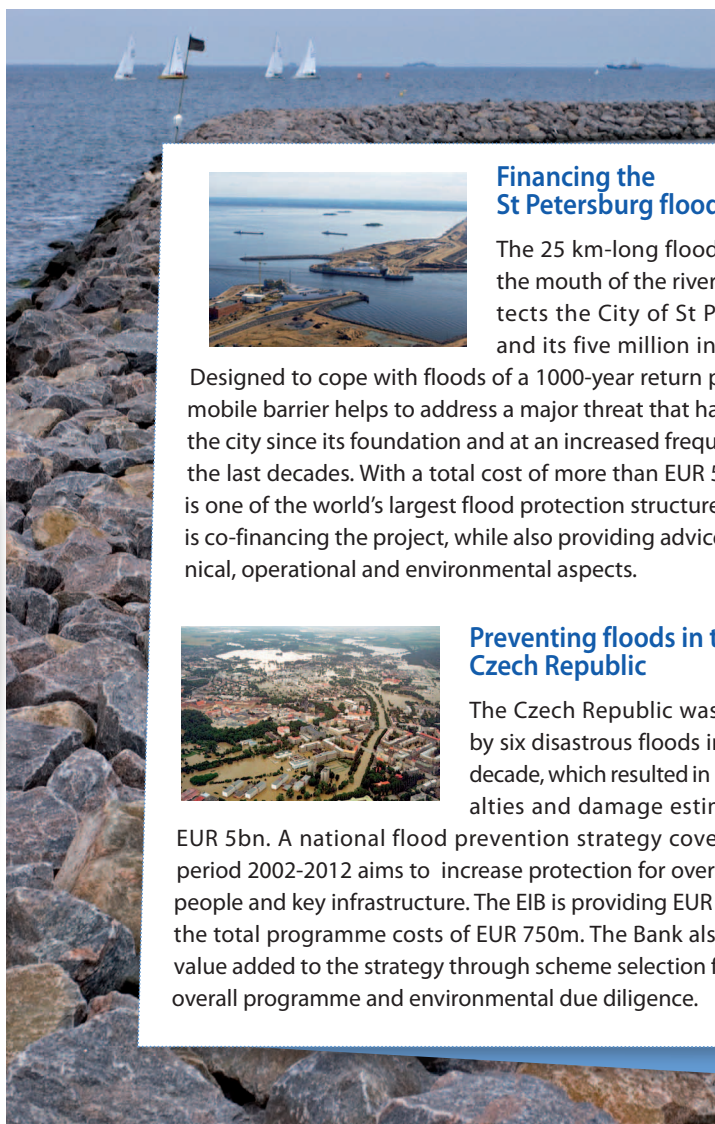 Financing the
St Petersburg flood
The 25 km-long flood
the mouth of the river
tects the City of St P
and its five million in
Designed to cope with floods of a 1000-year return p
mobile barrier helps to address a major threat that ha
the city since its foundation and at an increased frequ
the last decades. With a total cost of more than EUR 5
is one of the world's largest flood protection structure
is co-financing the project, while also providing advice
nical, operational and environmental aspects.
Preventing floods in t
Czech Republic
The Czech Republic was
by six disastrous floods in
decade, which resulted in
alties and damage estin
EUR 5bn. A national flood prevention strategy cove
period 2002-2012 aims to increase protection for over
people and key infrastructure. The EIB is providing EUR
the total programme costs of EUR 750m. The Bank als
value added to the strategy through scheme selection f
overall programme and environmental due diligence.